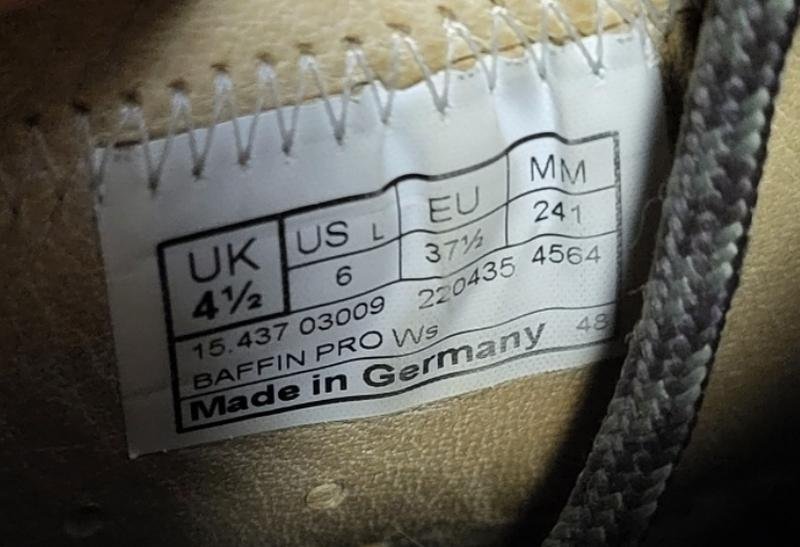 UK US L EU MM
4½ 6 37½ 241
15.437 03009 220435 4564
BAFFIN PRO Ws 48
Made in Germany